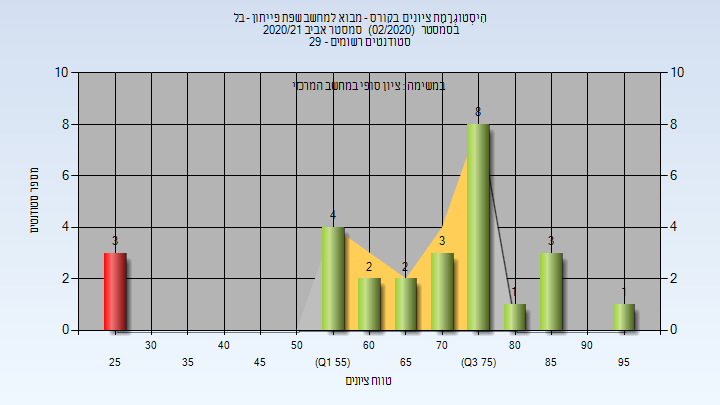 היסטוגרמת ציונים בקורס - מבוא למחשב שפת פייתון - בל
בסמסטר (02/2020) סמסטר אביב 2020/21
סטודנטים רשומים - 29
במשימה : ציון סופי במחשב המרכזי
10 10
8 8
8
6 6
4
4 4
3 3 3
2 2
2 2
1 1
0 0
מספר סטודנטים
30 40 50 60 70 80 90
25 35 45 (Q1 55) 65 (Q3 75) 85 95
טווח ציונים